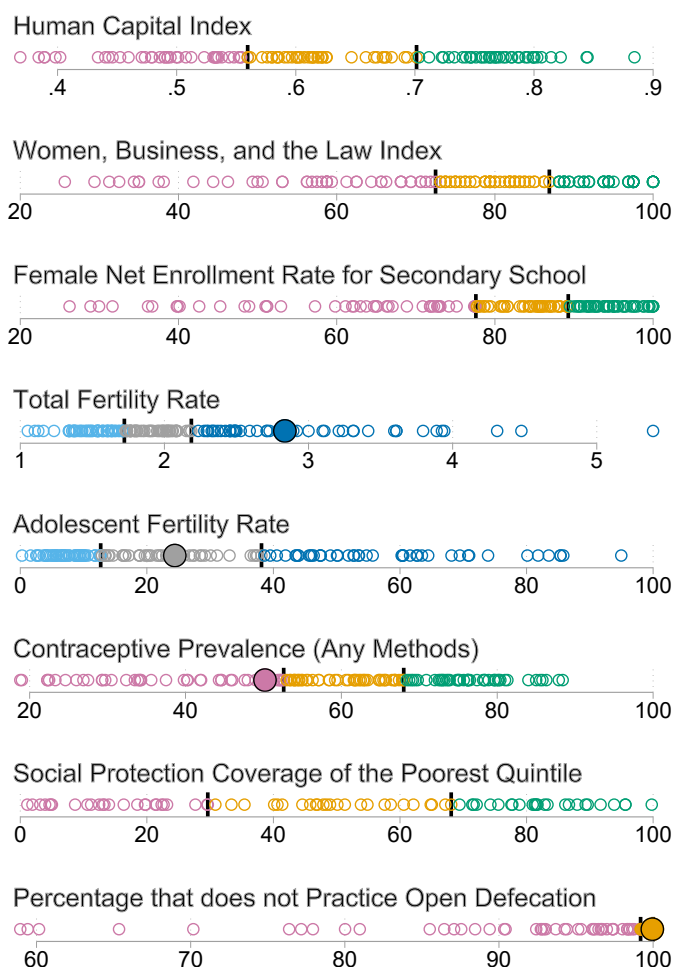 Human Capital Index
.4 .5 .6 .7 .8 .9
Women, Business, and the Law Index
20 40 60 80 100
Female Net Enrollment Rate for Secondary School
20 40 60 80 100
Total Fertility Rate
1 2 3 4 5
Adolescent Fertility Rate
0 20 40 60 80 100
Contraceptive Prevalence (Any Methods)
20 40 60 80 100
Social Protection Coverage of the Poorest Quintile
0 20 40 60 80 100
Percentage that does not Practice Open Defecation
60 70 80 90 100